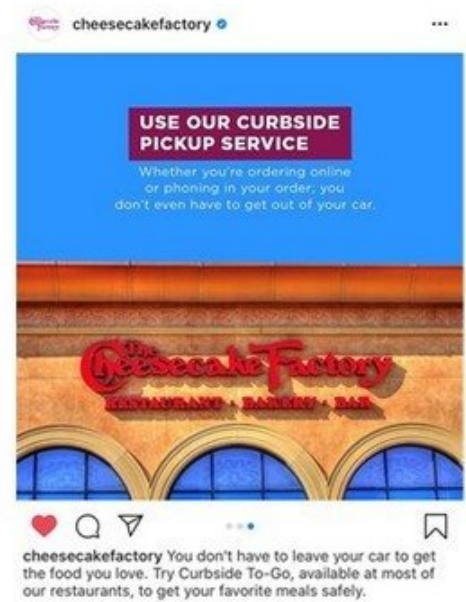 cheesecakefactory
USE OUR CURBSIDE
PICKUP SERVICE
Whether you're ordering online
or phoning in your order; you
don't even have to get out of your car.
The
Cheesecake Factory
RESTAURANT · BAKERY · BAR
cheesecakefactory You don't have to leave your car to get
the food you love. Try Curbside To-Go, available at most of
our restaurants, to get your favorite meals safely.